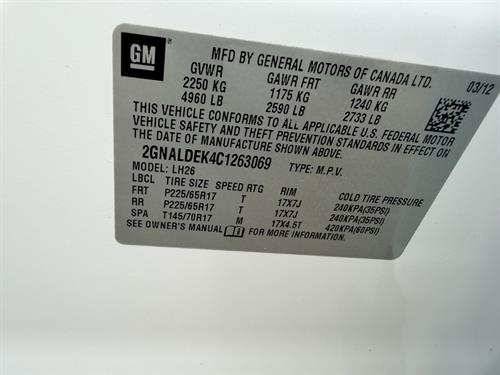 GM ®
MFD BY GENERAL MOTORS OF CANADA LTD.
GVWR GAWR FRT GAWR RR 03/12
2250 KG 1175 KG 1240 KG
4960 LB 2590 LB 2733 LB
THIS VEHICLE CONFORMS TO ALL APPLICABLE U.S. FEDERAL MOTOR
VEHICLE SAFETY AND THEFT PREVENTION STANDARDS IN EFFECT ON
THE DATE OF MANUFACTURE SHOWN ABOVE.
2GNALDEK4C1263069 TYPE: M.P.V.
MODEL: LH26
LBCL TIRE SIZE SPEED RTG RIM COLD TIRE PRESSURE
FRT P225/65R17 T 17X7J 240KPA(35PSI)
RR P225/65R17 T 17X7J 240KPA(35PSI)
SPA T145/70R17 M 17X4.5T 420KPA(60PSI)
SEE OWNER'S MANUAL FOR MORE INFORMATION.